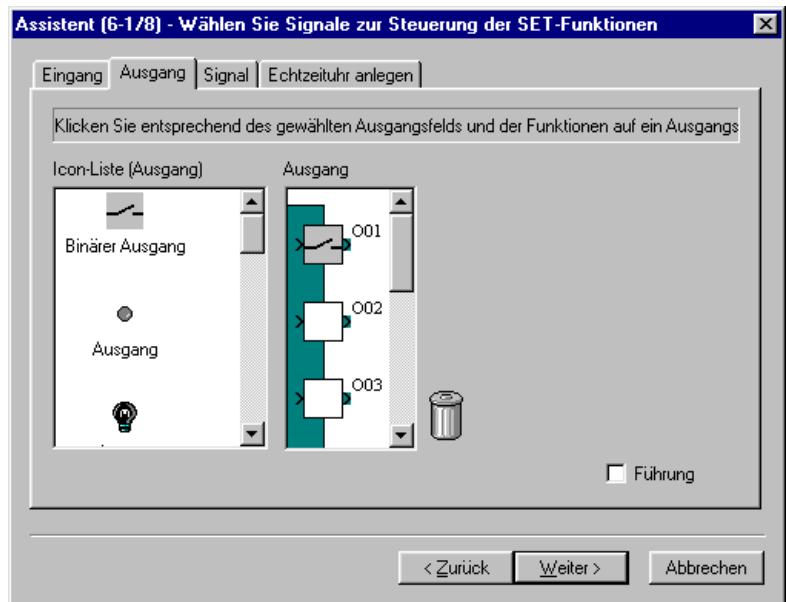 Assistent (6-1/8) - Wählen Sie Signale zur Steuerung der SET-Funktionen
Eingang
Ausgang
Signal
Echtzeituhr anlegen
Klicken Sie entsprechend des gewählten Ausgangsfelds und der Funktionen auf ein Ausgangs
Icon-Liste (Ausgang)
Ausgang
Binärer Ausgang
Ausgang
O01
O02
O03
Führung
< Zurück
Weiter >
Abbrechen